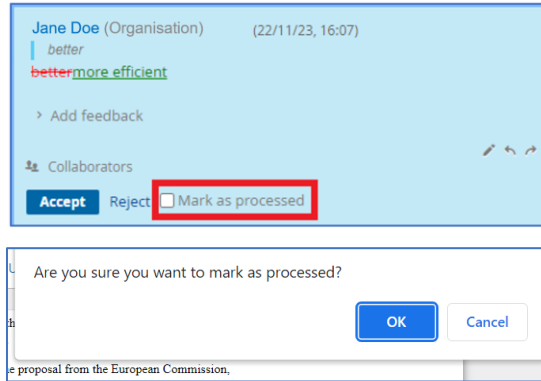 Jane Doe (Organisation) (22/11/23, 16:07)
better
bettermore efficient
> Add feedback
Collaborators
Accept Reject Mark as processed
Are you sure you want to mark as processed?
OK Cancel
proposal from the European Commission,